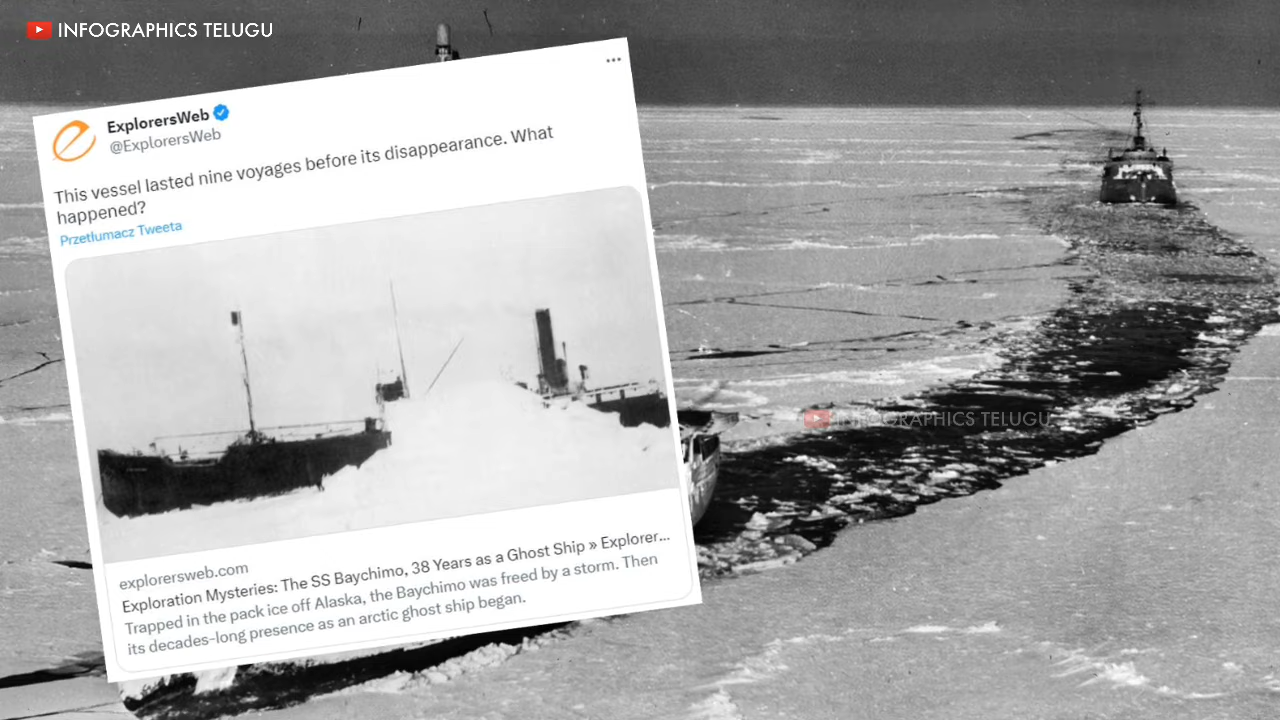 INFOGRAPHICS TELUGU
ExplorersWeb
@ExplorersWeb
This vessel lasted nine voyages before its disappearance. What
happened?
Przetłumacz Tweeta
explorersweb.com
Exploration Mysteries: The SS Baychimo, 38 Years as a Ghost Ship » Explorer...
Trapped in the pack ice off Alaska, the Baychimo was freed by a storm. Then
its decades-long presence as an arctic ghost ship began.
INFOGRAPHICS TELUGU